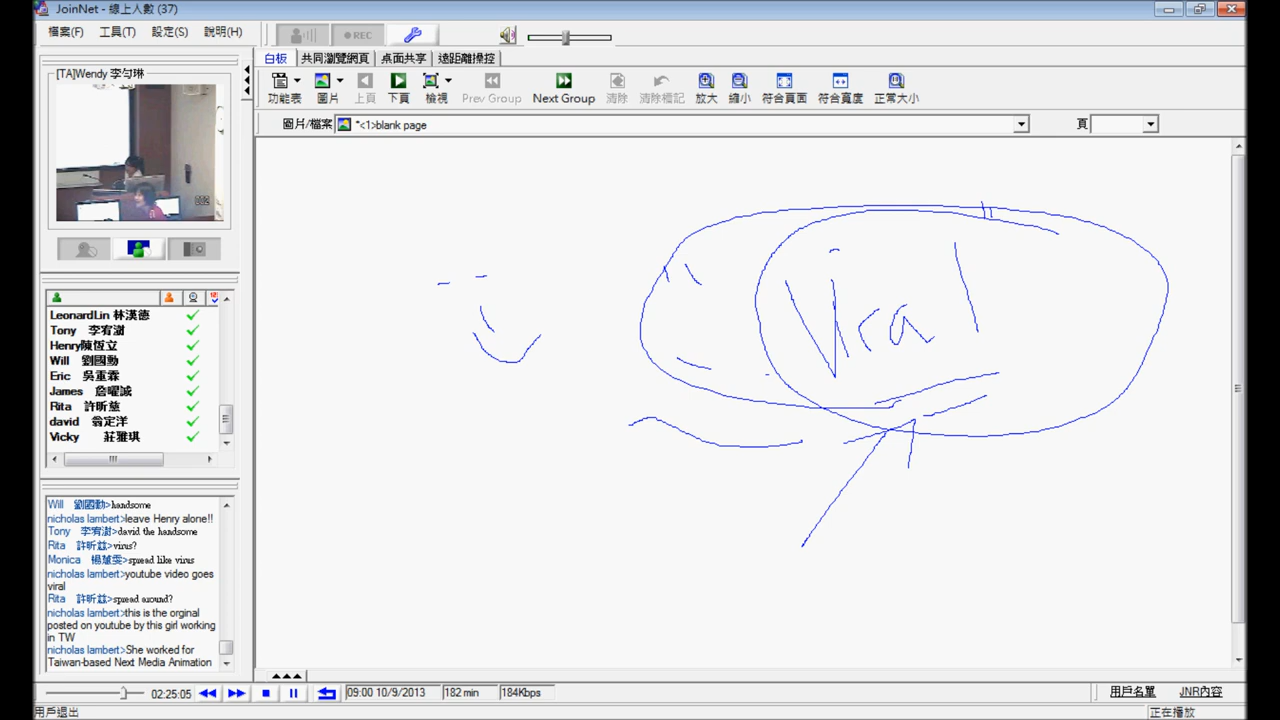 JoinNet - 線上人數 (37)
檔案(F) 工具(T) 設定(S) 說明(H)
REC
[TA]Wendy 李勻琳
002
白板 共同瀏覽網頁 桌面共享 遠距離操控
功能表 圖片 上頁 下頁 檢視 Prev Group Next Group 清除 清除標記 放大 縮小 符合頁面 符合寬度 正常大小
圖片/檔案 *<1>blank page 頁
Viral
LeonardLin 林漢德
Tony 李宥澍
Henry陳恆立
Will 劉國勳
Eric 吳重霖
James 詹曜誠
Rita 許昕慈
david 翁定洋
Vicky 莊雅琪
Will 劉國勳>handsome
nicholas lambert>leave Henry alone!!
Tony 李宥澍>david the handsome
Rita 許昕慈>virus?
Monica 楊蕙雯>spread like virus
nicholas lambert>youtube video goes
viral
Rita 許昕慈>spread around?
nicholas lambert>this is the orginal
posted on youtube by this girl working
in TW
nicholas lambert>She worked for
Taiwan-based Next Media Animation
02:25:05 09:00 10/9/2013 182 min 184Kbps 用戶名單 JNR內容
用戶退出 正在播放